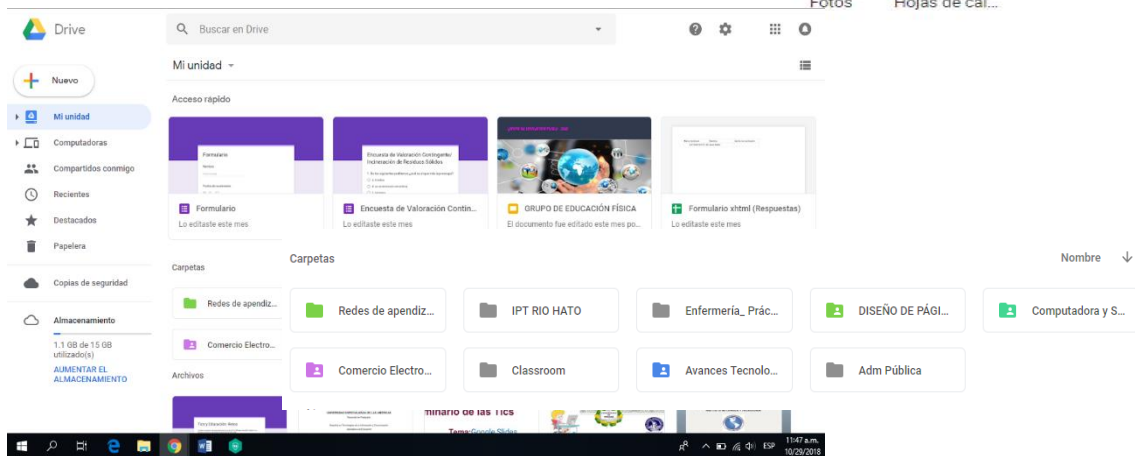 Fotos Hojas de cál...
Drive
Buscar en Drive
Mi unidad
Nuevo
Acceso rápido
Mi unidad
Computadoras
Compartidos conmigo
Recientes
Destacados
Papelera
Copias de seguridad
Almacenamiento
1.1 GB de 15 GB
utilizado(s)
AUMENTAR EL
ALMACENAMIENTO
Formulario
Encuesta de Valoración Contingente/
Incineración de Residuos Sólidos
Formulario
Lo editaste este mes
Encuesta de Valoración Contin...
Lo editaste este mes
GRUPO DE EDUCACIÓN FÍSICA
El documento fue editado este mes po...
Formulario xhtml (Respuestas)
Lo editaste este mes
Carpetas
Redes de apendiz...
Comercio Electro...
Archivos
Carpetas
Nombre
Redes de apendiz...
IPT RIO HATO
Enfermería_ Prác...
DISEÑO DE PÁGI...
Computadora y S...
Comercio Electro...
Classroom
Avances Tecnolo...
Adm Pública
minario de las Tics
Tema:Google Slides
ESP
11:47 a.m.
10/29/2018